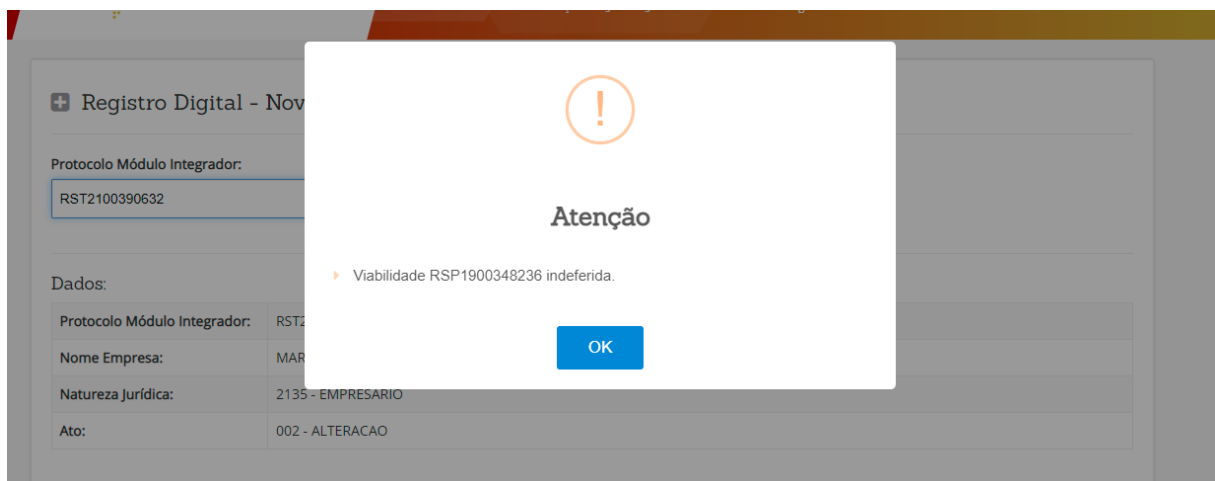 Registro Digital - Nov
Protocolo Módulo Integrador:
RST2100390632
Atenção
Viabilidade RSP1900348236 indeferida.
OK
Dados:
Protocolo Módulo Integrador: RST2
Nome Empresa: MAR
Natureza Jurídica: 2135 - EMPRESARIO
Ato: 002 - ALTERACAO